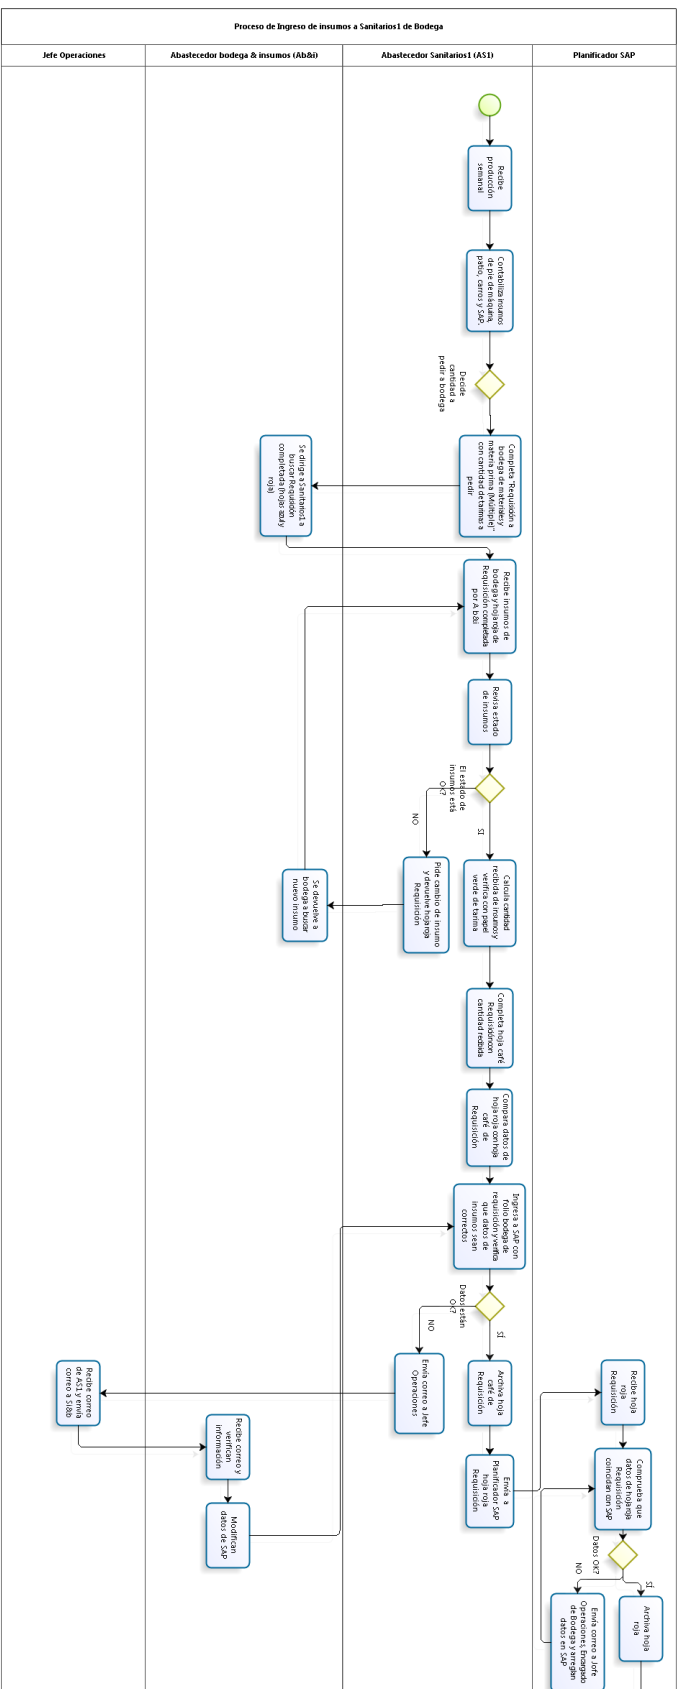 Proceso de Ingreso de insumos a Sanitarios1 de Bodega
Jefe Operaciones
Abastecedor bodega & insumos (Ab&i)
Abastecedor Sanitarios1 (AS1)
Planificador SAP
Recibe
producción
semanal
Contabiliza insumos
de pie de máquina,
patio, carros y SAP.
Decide
cantidad a
pedir a bodega
Completa "Requisición a
bodega de materiales y
materia prima (Múltiple)"
con cantidad de tarimas a
pedir
Se dirige a Sanitarios1 a
buscar Requisición
completada (hojas azul y
roja)
Recibe insumos de
bodega y hoja roja de
Requisición completada
por A b&i
Revisa estado
de insumos
El estado de
insumos está
OK?
NO
SI
Calcula cantidad
recibida de insumos y
verifica con papel
verde de tarima
Pide cambio de insumo
y devuelve hoja roja
Requisición
Se devuelve a
bodega a buscar
nuevo insumo
Completa hoja café
Requisición con
cantidad recibida
Compara datos de
hoja roja con hoja
café de
Requisición
Ingresa a SAP con
folio bodega de
requisición y verifica
que datos de
insumos sean
correctos
Datos están
OK?
NO
SÍ
Archiva hoja
café de
Requisición
Envía correo a Jefe
Operaciones
Recibe correo
de AS1 y envía
correo a SI&b
Recibe correo y
verifican
información
Modifican
datos de SAP
Envía a
Planificador SAP
hoja roja
Requisición
Recibe hoja
roja
Requisición
Comprueba que
datos de hoja roja
Requisición
coincidan con SAP
Datos OK?
NO
SÍ
Archiva hoja
roja
Envía correo a Jefe
Operaciones, Encargado
de Bodega y arreglan
datos en SAP